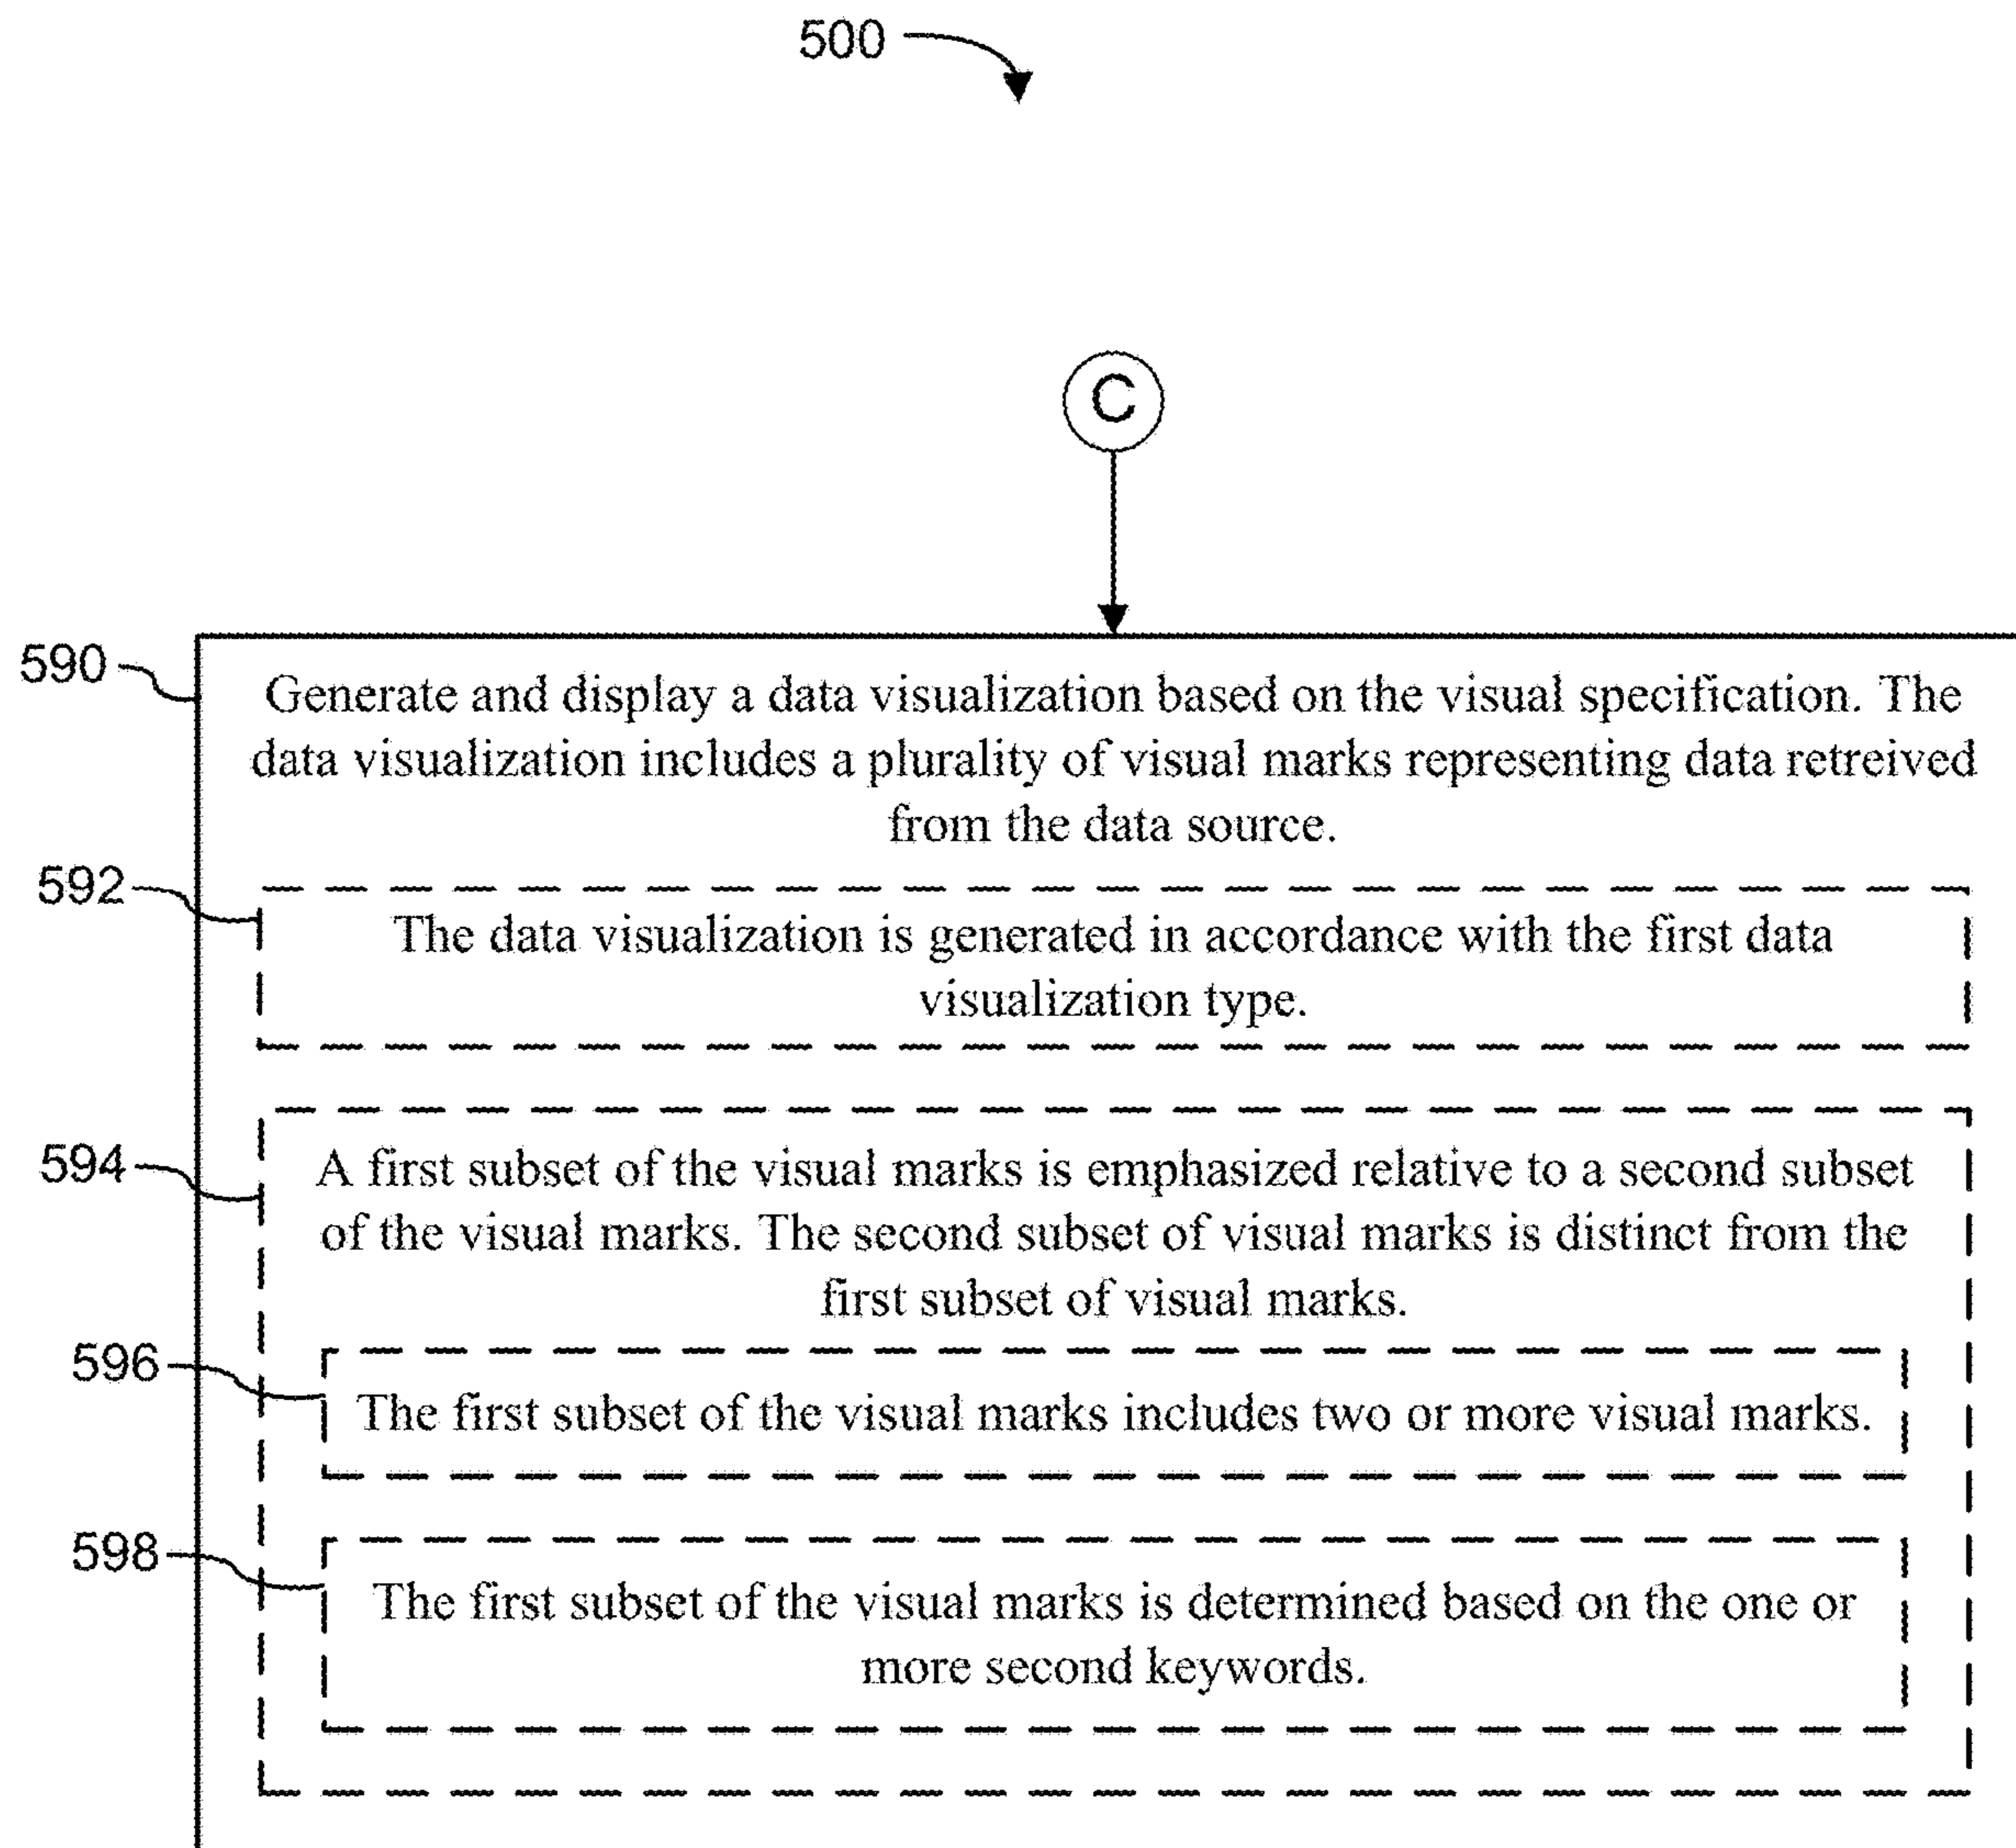 500
C
590
Generate and display a data visualization based on the visual specification. The
data visualization includes a plurality of visual marks representing data retreived
from the data source.
592
The data visualization is generated in accordance with the first data
visualization type.
594
A first subset of the visual marks is emphasized relative to a second subset
of the visual marks. The second subset of visual marks is distinct from the
first subset of visual marks.
596
The first subset of the visual marks includes two or more visual marks.
598
The first subset of the visual marks is determined based on the one or
more second keywords.